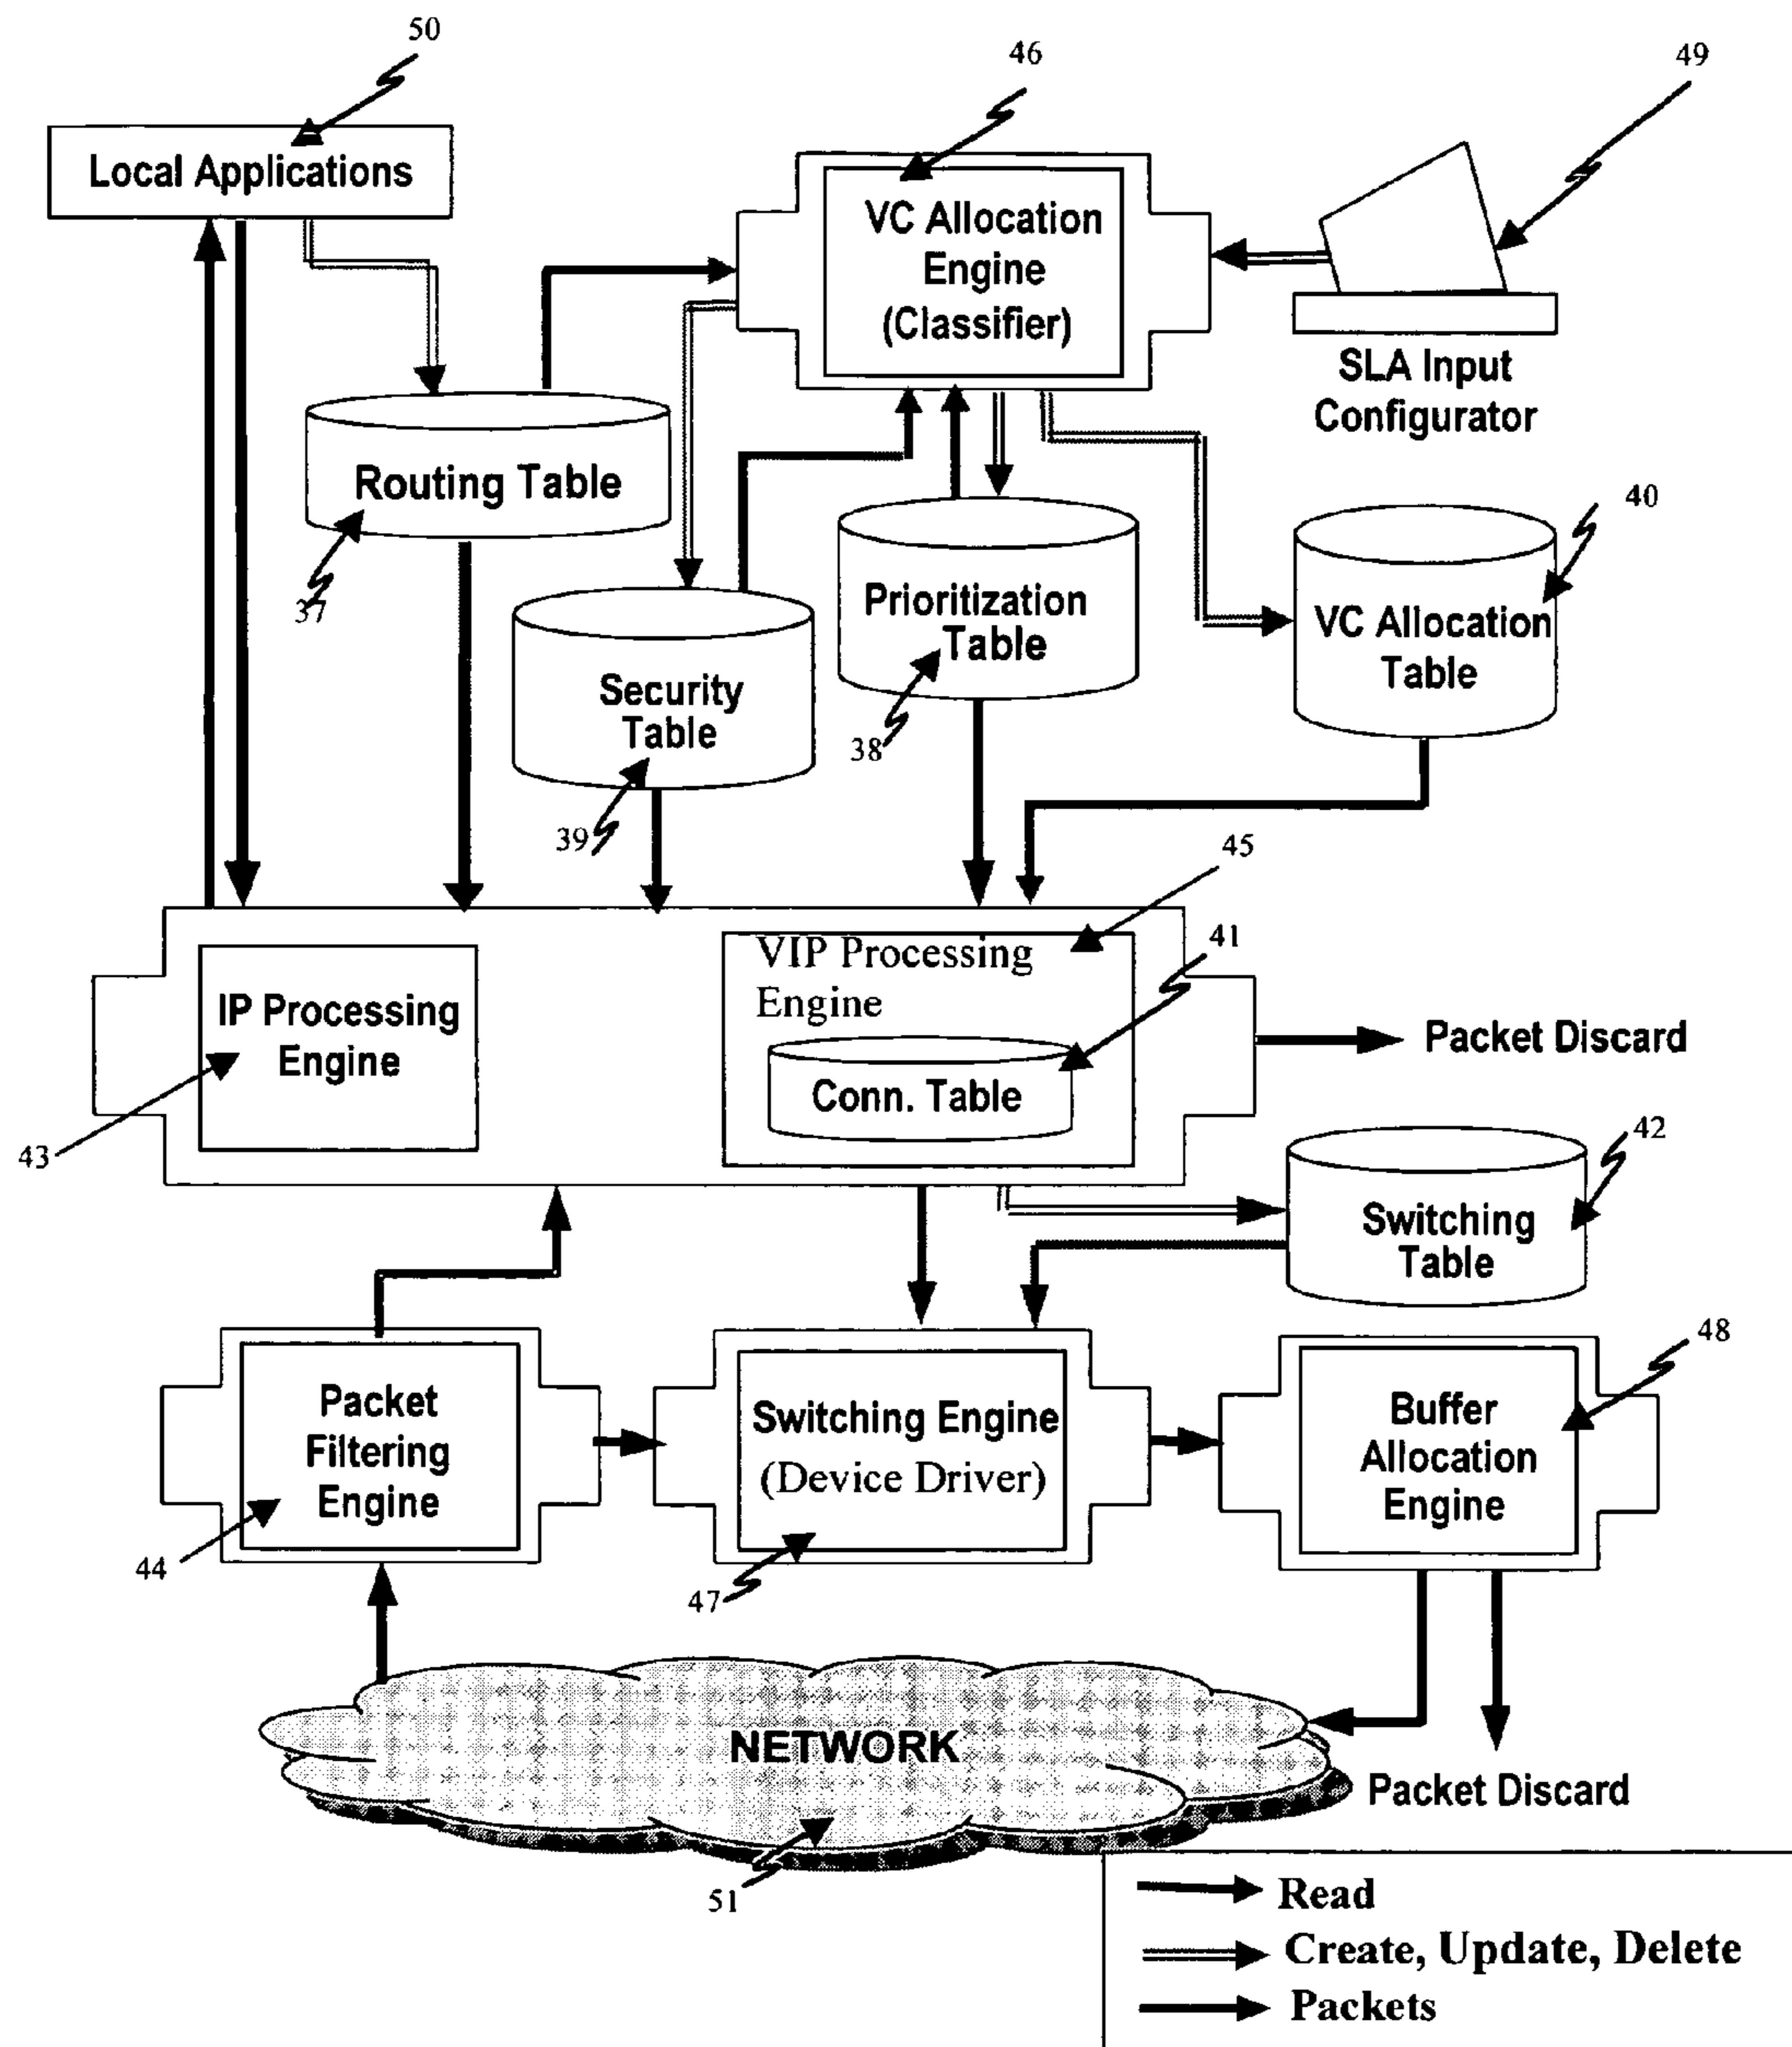 50
46
49
Local Applications
VC Allocation
Engine
(Classifier)
SLA Input
Configurator
Routing Table
37
40
Prioritization
Table
38
VC Allocation
Table
Security
Table
39
45
41
VIP Processing
Engine
Conn. Table
IP Processing
Engine
43
Packet Discard
42
Switching
Table
48
Packet
Filtering
Engine
44
Switching Engine
(Device Driver)
47
Buffer
Allocation
Engine
NETWORK
51
Packet Discard
Read
Create, Update, Delete
Packets